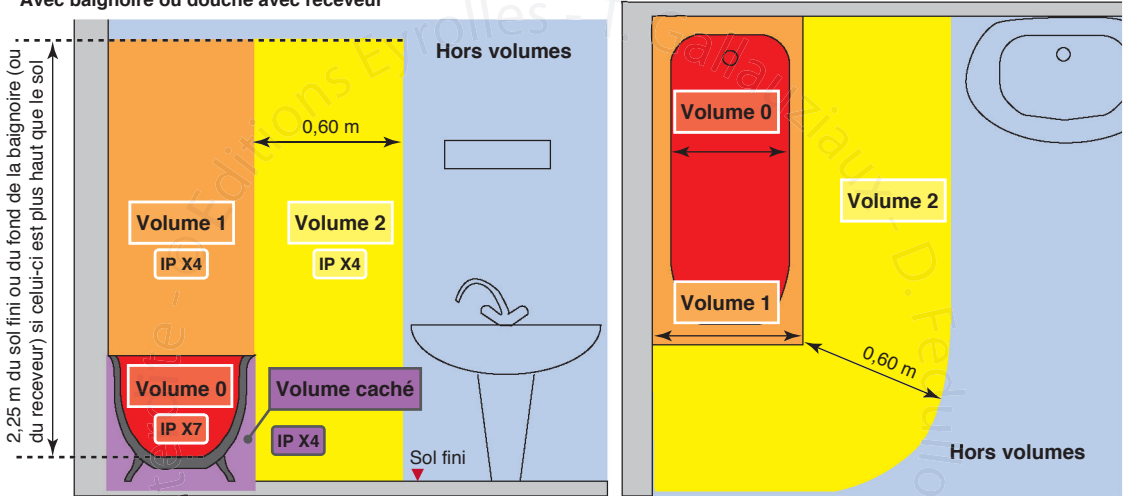 Avec baignoire ou douche avec receveur
2,25 m du sol fini ou du fond de la baignoire (ou
du receveur) si celui-ci est plus haut que le sol
Hors volumes
0,60 m
Volume 1
IP X4
Volume 2
IP X4
Volume 0
IP X7
Volume caché
IP X4
Sol fini
Volume 0
Volume 2
Volume 1
0,60 m
Hors volumes